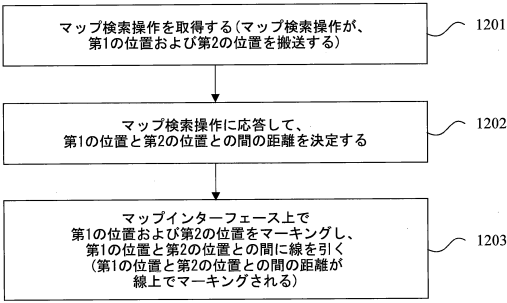 マップ検索操作を取得する(マップ検索操作が、
第1の位置および第2の位置を搬送する)
1201
マップ検索操作に応答して、
第1の位置と第2の位置との間の距離を決定する
1202
マップインターフェース上で
第1の位置および第2の位置をマーキングし、
第1の位置と第2の位置との間に線を引く
(第1の位置と第2の位置との間の距離が
線上でマーキングされる)
1203